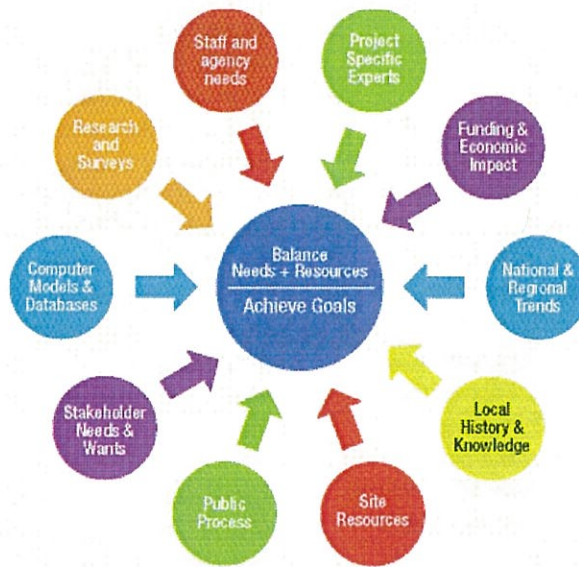 Staff and
agency
needs
Project
Specific
Experts
Funding &
Economic
Impact
National &
Regional
Trends
Local
History &
Knowledge
Site
Resources
Public
Process
Stakeholder
Needs &
Wants
Computer
Models &
Databases
Research
and
Surveys
Balance
Needs + Resources
Achieve Goals